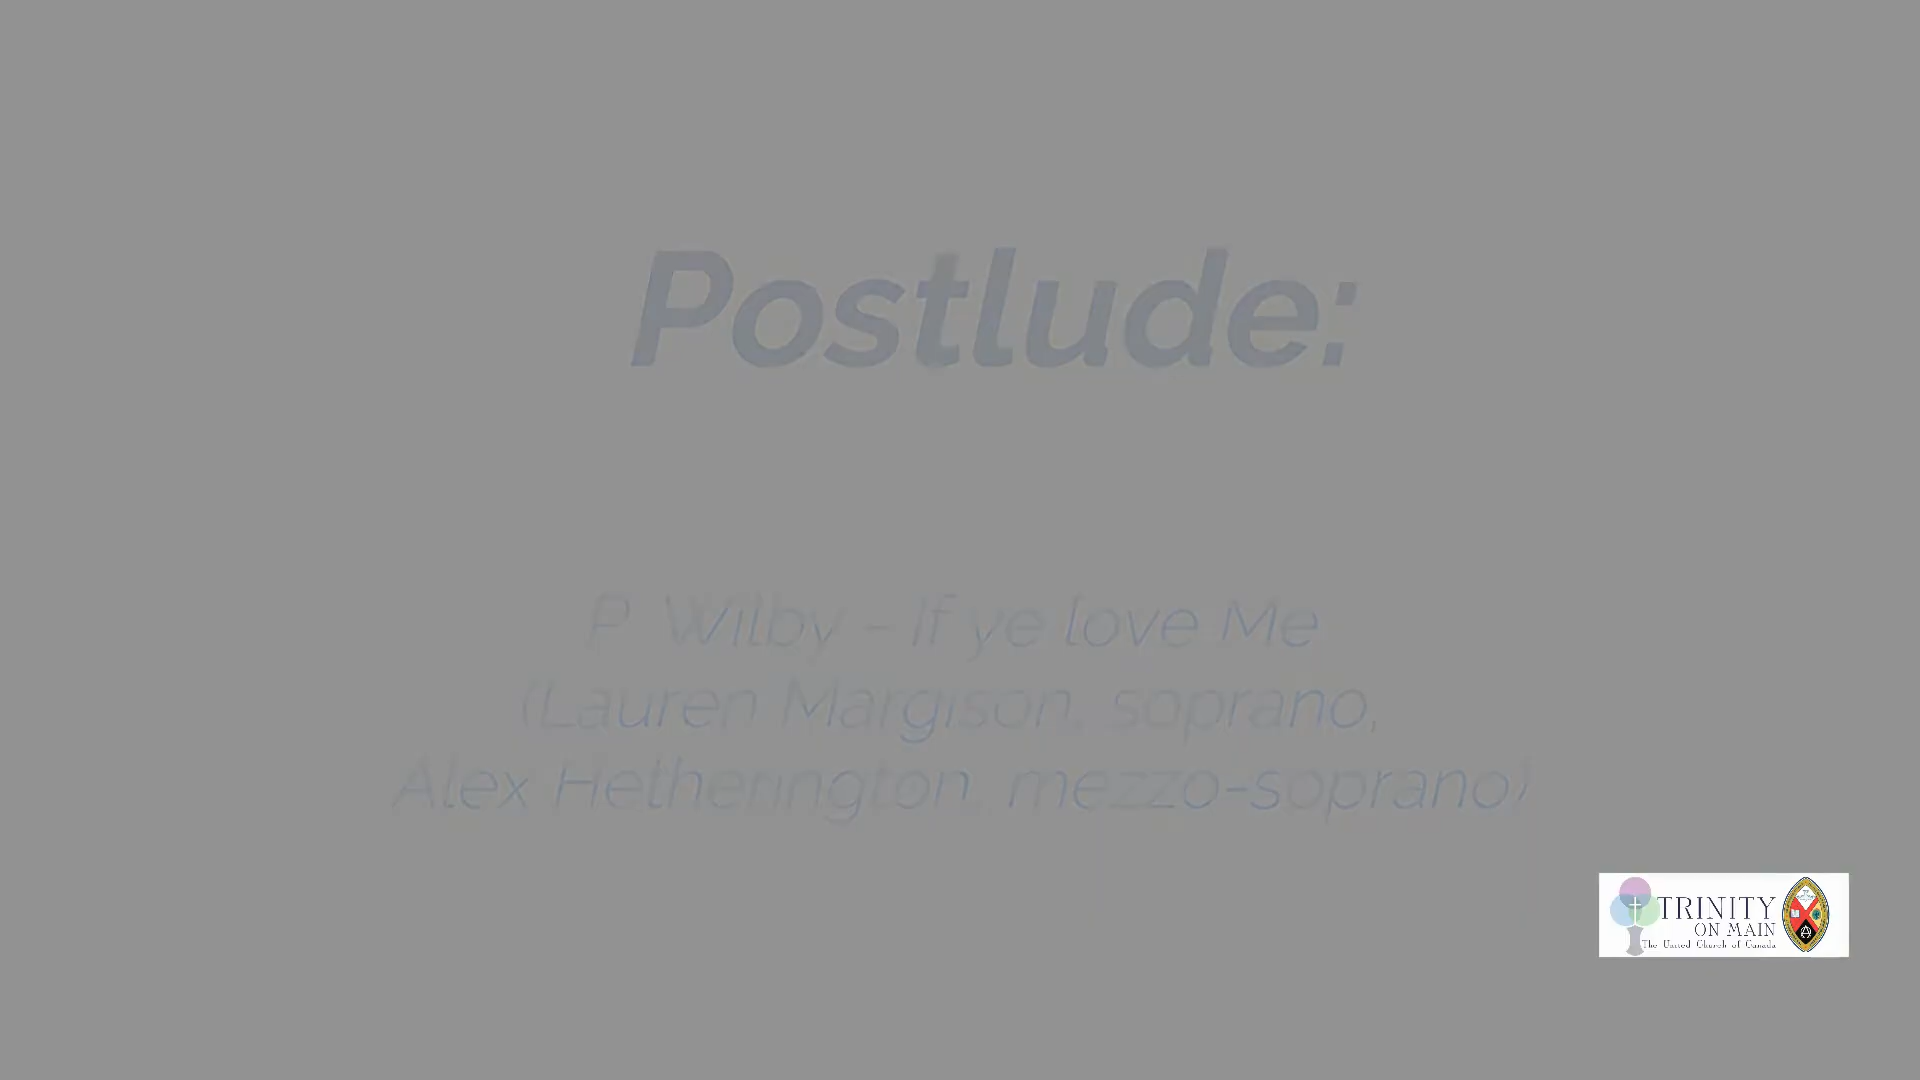 Postlude:
P. Wilby - If ye love Me
(Lauren Margison, soprano,
Alex Hetherington, mezzo-soprano)
TRINITY
ON MAIN
The United Church of Canada